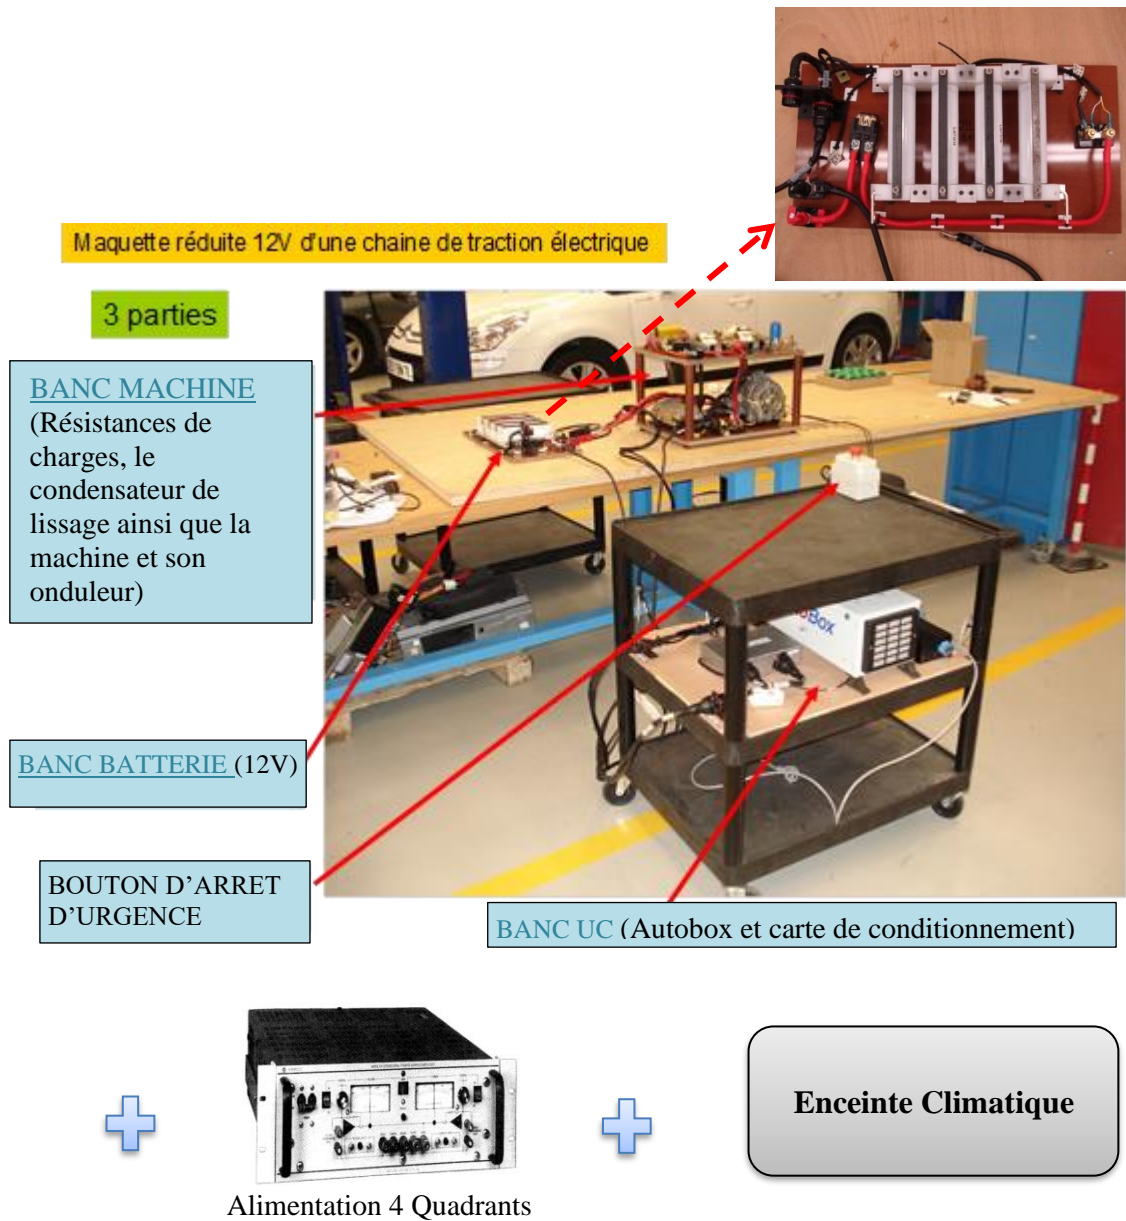 Maquette réduite 12V d'une chaine de traction électrique
3 parties
BANC MACHINE
(Résistances de
charges, le
condensateur de
lissage ainsi que la
machine et son
onduleur)
BANC BATTERIE (12V)
BOUTON D'ARRET
D'URGENCE
BANC UC (Autobox et carte de conditionnement)
Box
Enceinte Climatique
Alimentation 4 Quadrants